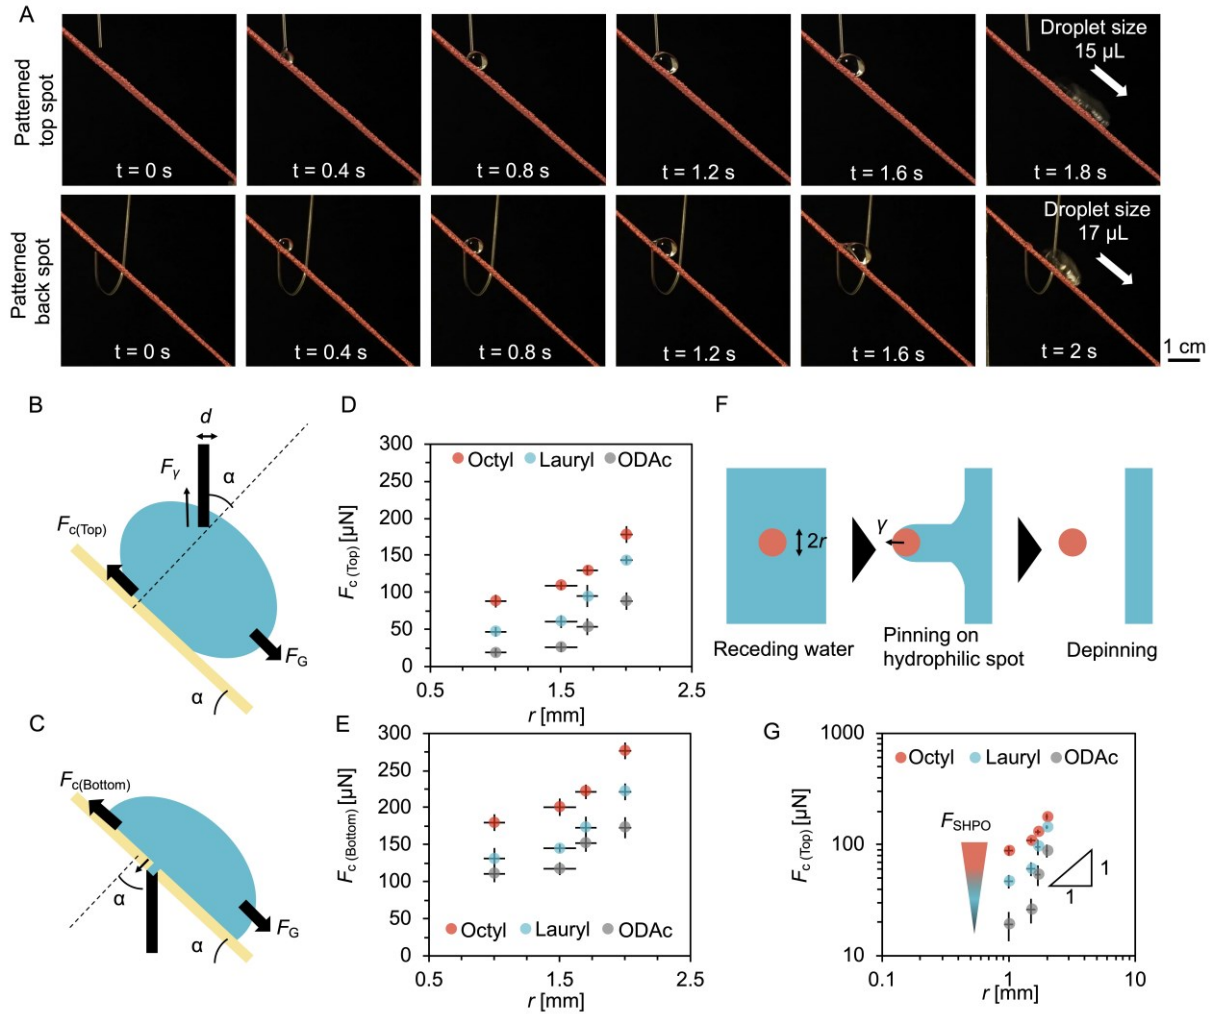 A
Patterned
top spot
t = 0 s
t = 0.4 s
t = 0.8 s
t = 1.2 s
t = 1.6 s
Droplet size
15 µL
t = 1.8 s
Patterned
back spot
t = 0 s
t = 0.4 s
t = 0.8 s
t = 1.2 s
t = 1.6 s
Droplet size
17 µL
t = 2 s
1 cm
B
d
Fγ
α
Fc(Top)
FG
α
C
Fc(Bottom)
α
FG
α
D
Fc (Top) [µN]
300
250
200
150
100
50
0
Octyl
Lauryl
ODAc
0.5
1.5
2.5
r [mm]
E
Fc (Bottom) [µN]
300
250
200
150
100
50
0
Octyl
Lauryl
ODAc
0.5
1.5
2.5
r [mm]
F
2r
γ
Receding water
Pinning on
hydrophilic spot
Depinning
G
Fc (Top) [µN]
1000
100
10
Octyl
Lauryl
ODAc
FSHPO
1
1
0.1
1
10
r [mm]